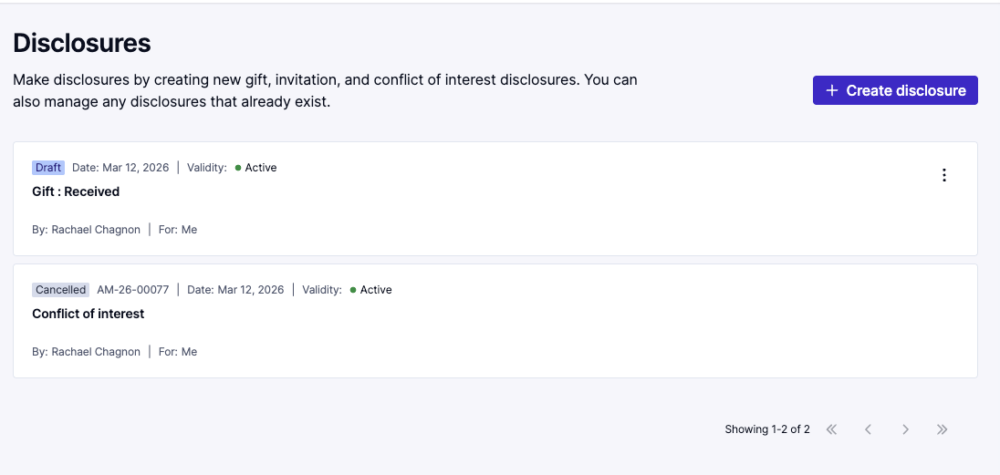 Disclosures
Make disclosures by creating new gift, invitation, and conflict of interest disclosures. You can
also manage any disclosures that already exist.
+ Create disclosure
Draft Date: Mar 12, 2026 | Validity: ● Active
Gift : Received
By: Rachael Chagnon | For: Me
Cancelled AM-26-00077 | Date: Mar 12, 2026 | Validity: ● Active
Conflict of interest
By: Rachael Chagnon | For: Me
Showing 1-2 of 2